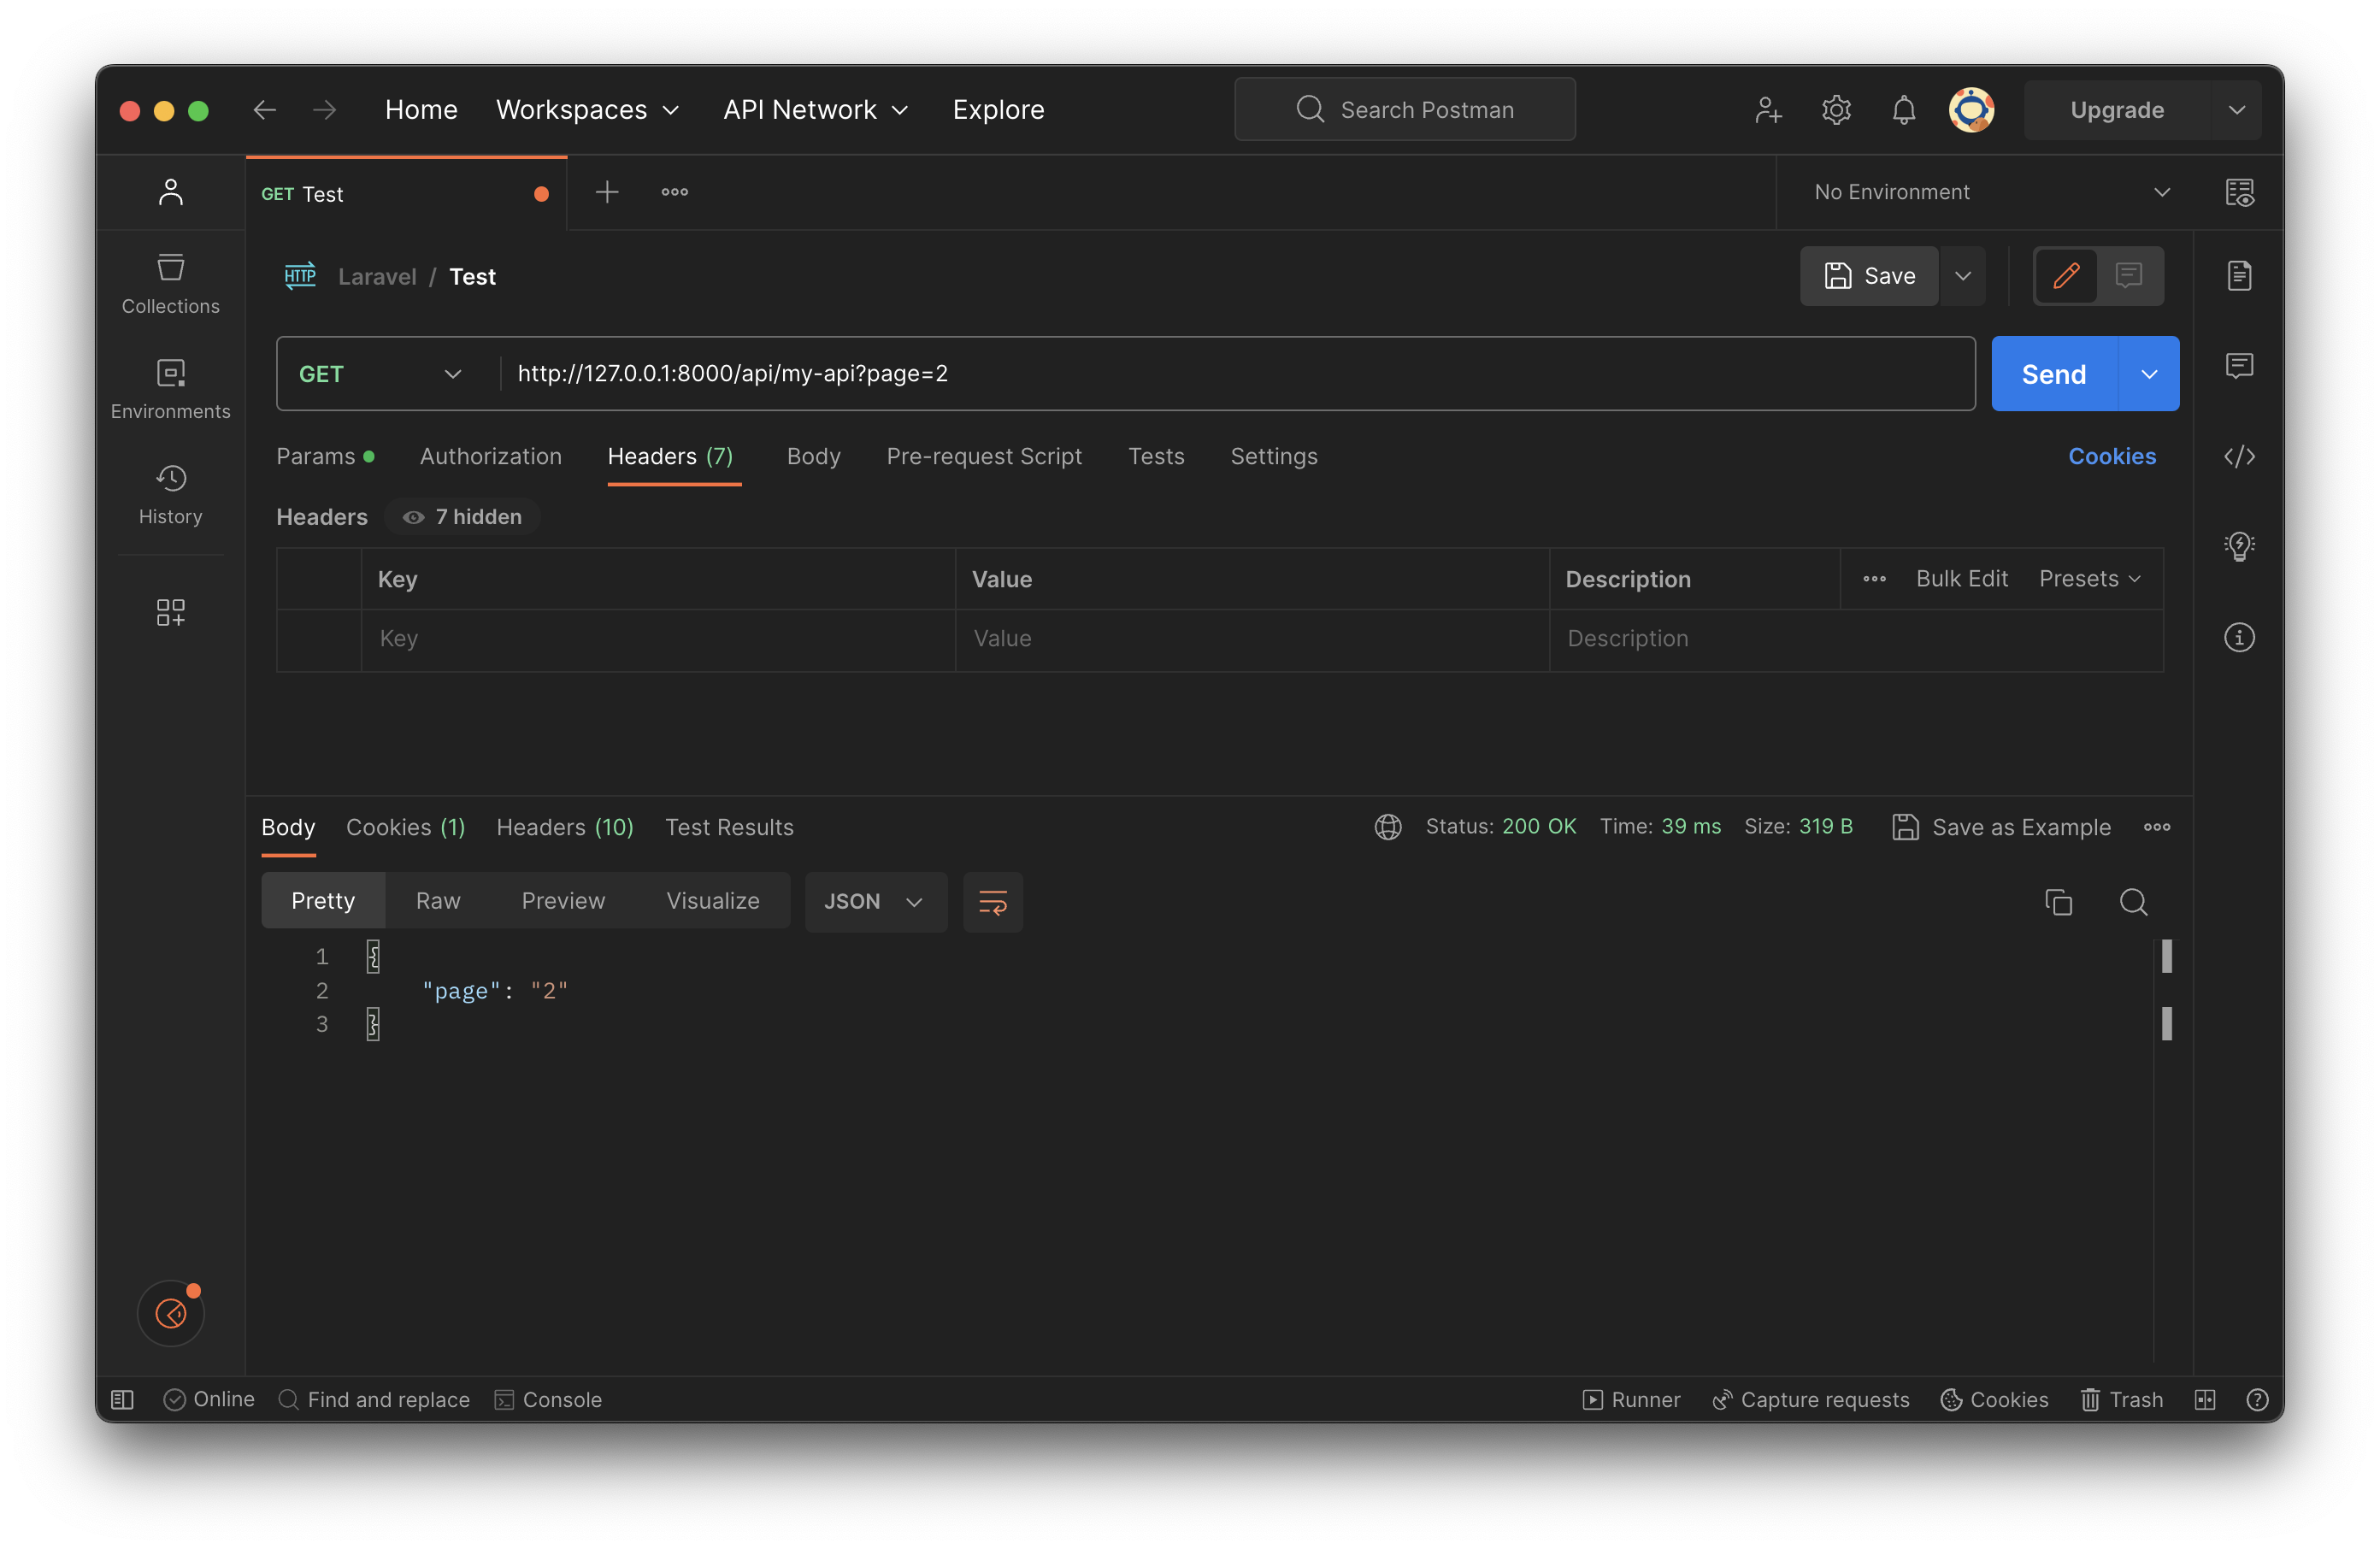 Home Workspaces API Network Explore Search Postman Upgrade
GET Test No Environment
HTTP Laravel / Test Save
Collections
GET http://127.0.0.1:8000/api/my-api?page=2 Send
Environments
Params Authorization Headers (7) Body Pre-request Script Tests Settings Cookies
History
Headers 7 hidden
Key Value Description Bulk Edit Presets
Key Value Description
Body Cookies (1) Headers (10) Test Results Status: 200 OK Time: 39 ms Size: 319 B Save as Example
Pretty Raw Preview Visualize JSON
1 {
2 "page": "2"
3 }
Online Find and replace Console Runner Capture requests Cookies Trash